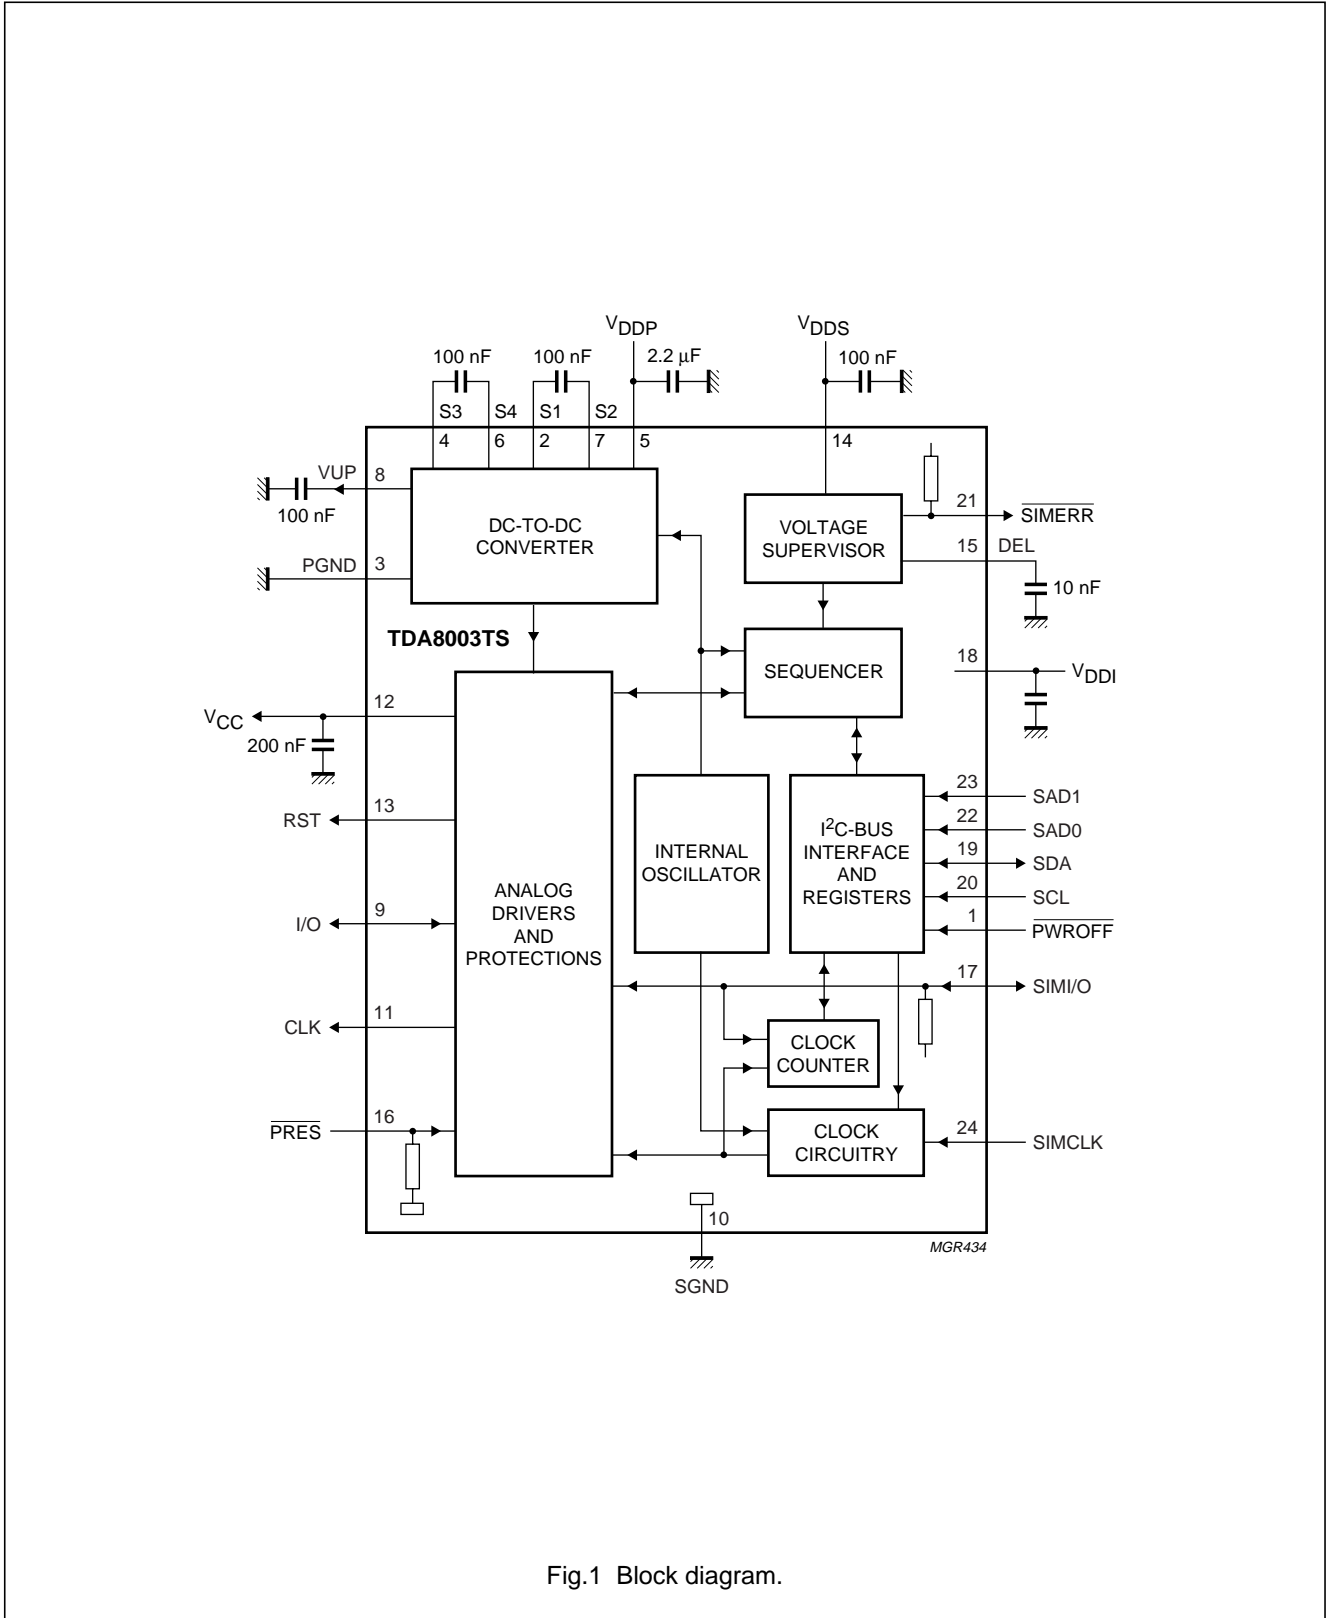 VDDP
VDDS
100 nF
100 nF
2.2 μF
100 nF
S3
S4
S1
S2
4
6
2
7
5
14
VUP
8
100 nF
DC-TO-DC
CONVERTER
PGND
3
VOLTAGE
SUPERVISOR
21
SIMERR
15
DEL
10 nF
TDA8003TS
SEQUENCER
18
VDDI
12
VCC
200 nF
13
RST
ANALOG
DRIVERS
AND
PROTECTIONS
9
I/O
11
CLK
16
PRES
INTERNAL
OSCILLATOR
I2C-BUS
INTERFACE
AND
REGISTERS
23
SAD1
22
SAD0
19
SDA
20
SCL
1
PWROFF
17
SIMI/O
CLOCK
COUNTER
CLOCK
CIRCUITRY
24
SIMCLK
10
SGND
MGR434
Fig.1 Block diagram.